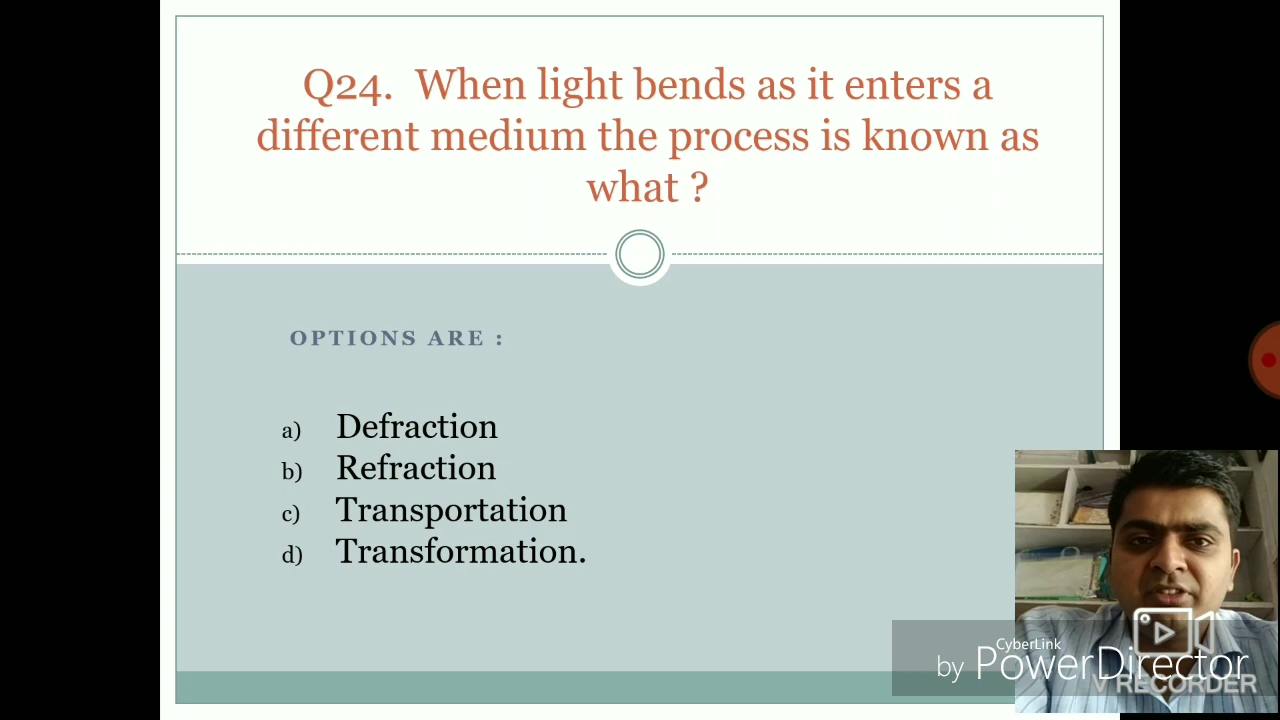 Q24. When light bends as it enters a
different medium the process is known as
what ?
OPTIONS ARE :
a) Defraction
b) Refraction
c) Transportation
d) Transformation.
CyberLink
by PowerDirector
V RECORDER